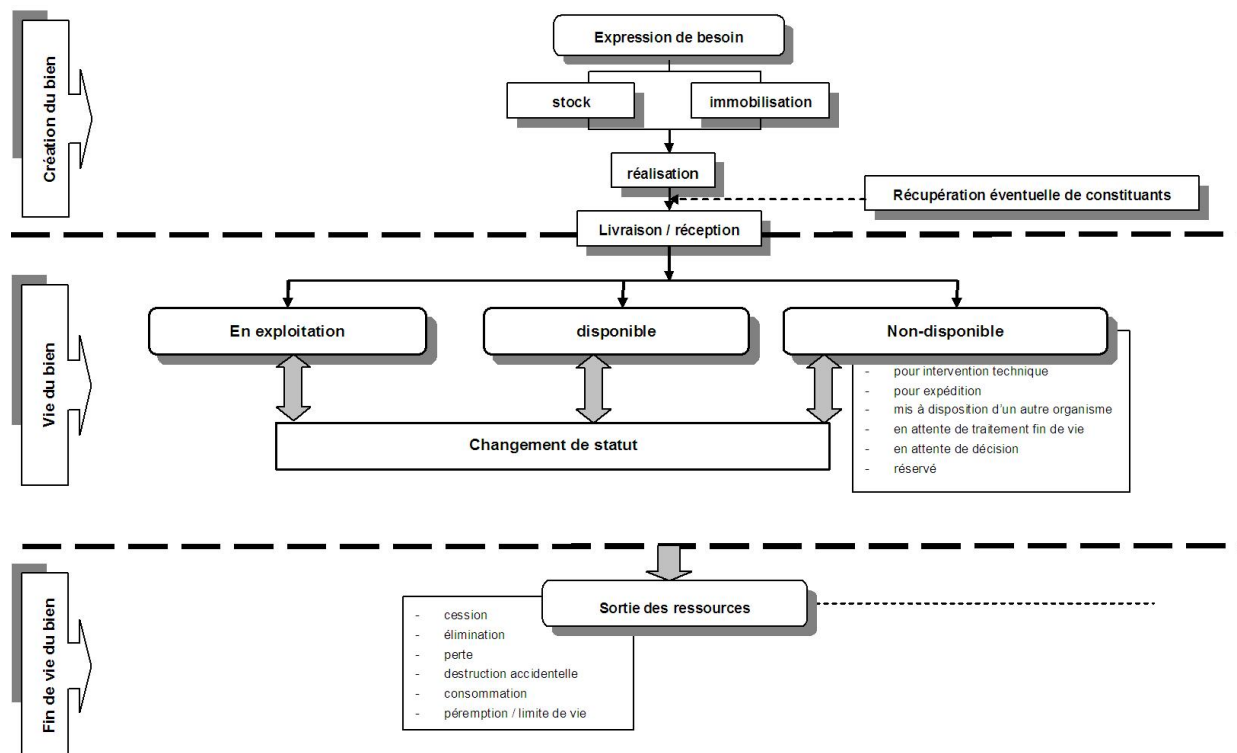 Création du bien
Expression de besoin
stock
immobilisation
réalisation
Récupération éventuelle de constituants
Livraison / réception
Vie du bien
En exploitation
disponible
Non-disponible
- pour intervention technique
- pour expédition
- mis à disposition d'un autre organisme
- en attente de traitement fin de vie
- en attente de décision
- réservé
Changement de statut
Fin de vie du bien
Sortie des ressources
- cession
- élimination
- perte
- destruction accidentelle
- consommation
- péremption / limite de vie